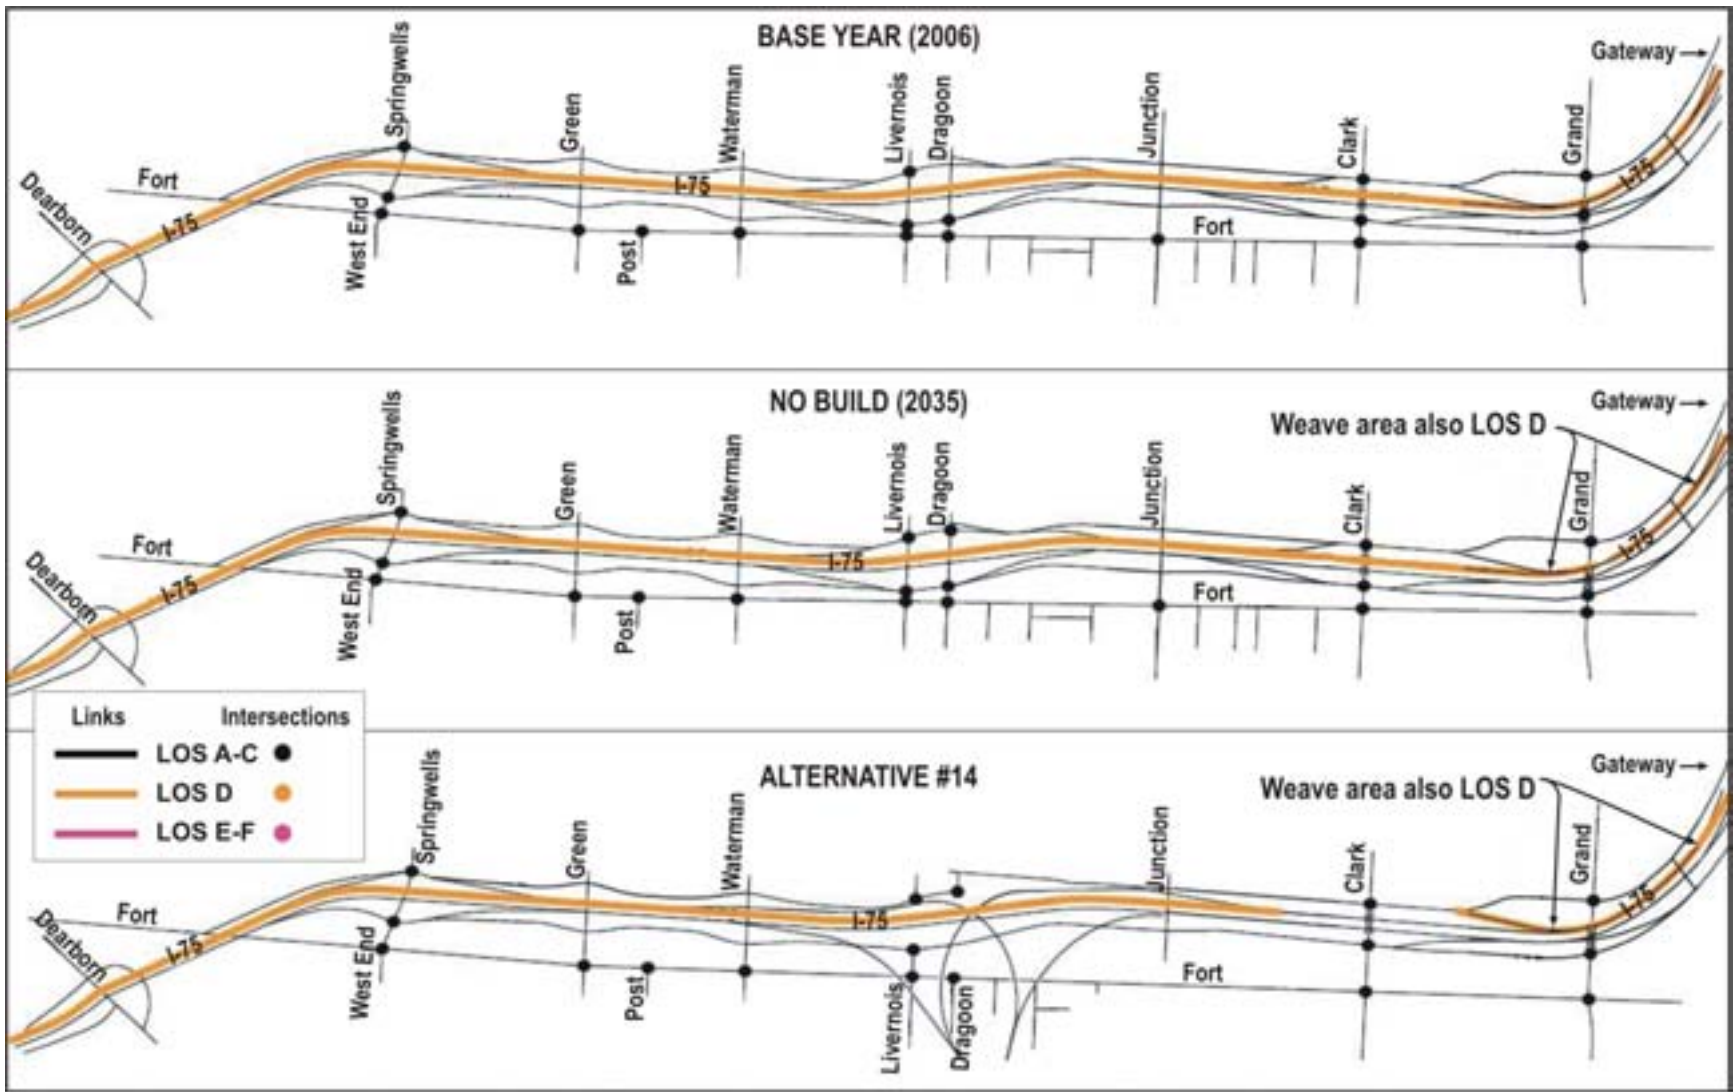 BASE YEAR (2006)
Gateway
Springwells
Green
Waterman
Livernois
Dragoon
Junction
Clark
Grand
Dearborn
Fort
I-75
I-75
I-75
West End
Post
Fort
NO BUILD (2035)
Gateway
Weave area also LOS D
Springwells
Green
Waterman
Livernois
Dragoon
Junction
Clark
Grand
Dearborn
Fort
I-75
I-75
I-75
West End
Post
Fort
Links Intersections
LOS A-C
LOS D
LOS E-F
ALTERNATIVE #14
Gateway
Weave area also LOS D
Springwells
Green
Waterman
Junction
Clark
Grand
Dearborn
Fort
I-75
I-75
I-75
West End
Post
Livernois
Dragoon
Fort